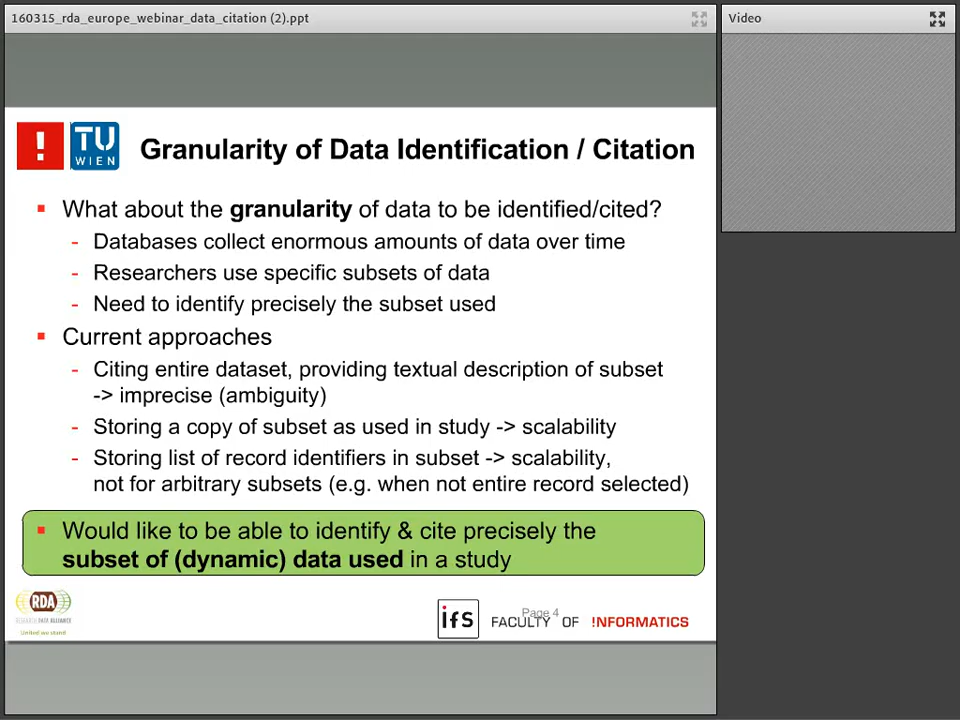 160315_rda_europe_webinar_data_citation (2).ppt
Video
! TU WIEN
Granularity of Data Identification / Citation
▪ What about the granularity of data to be identified/cited?
- Databases collect enormous amounts of data over time
- Researchers use specific subsets of data
- Need to identify precisely the subset used
▪ Current approaches
- Citing entire dataset, providing textual description of subset
-> imprecise (ambiguity)
- Storing a copy of subset as used in study -> scalability
- Storing list of record identifiers in subset -> scalability,
not for arbitrary subsets (e.g. when not entire record selected)
▪ Would like to be able to identify & cite precisely the
subset of (dynamic) data used in a study
RDA
RESEARCH DATA ALLIANCE
ifs
Page 4
FACULTY OF !NFORMATICS